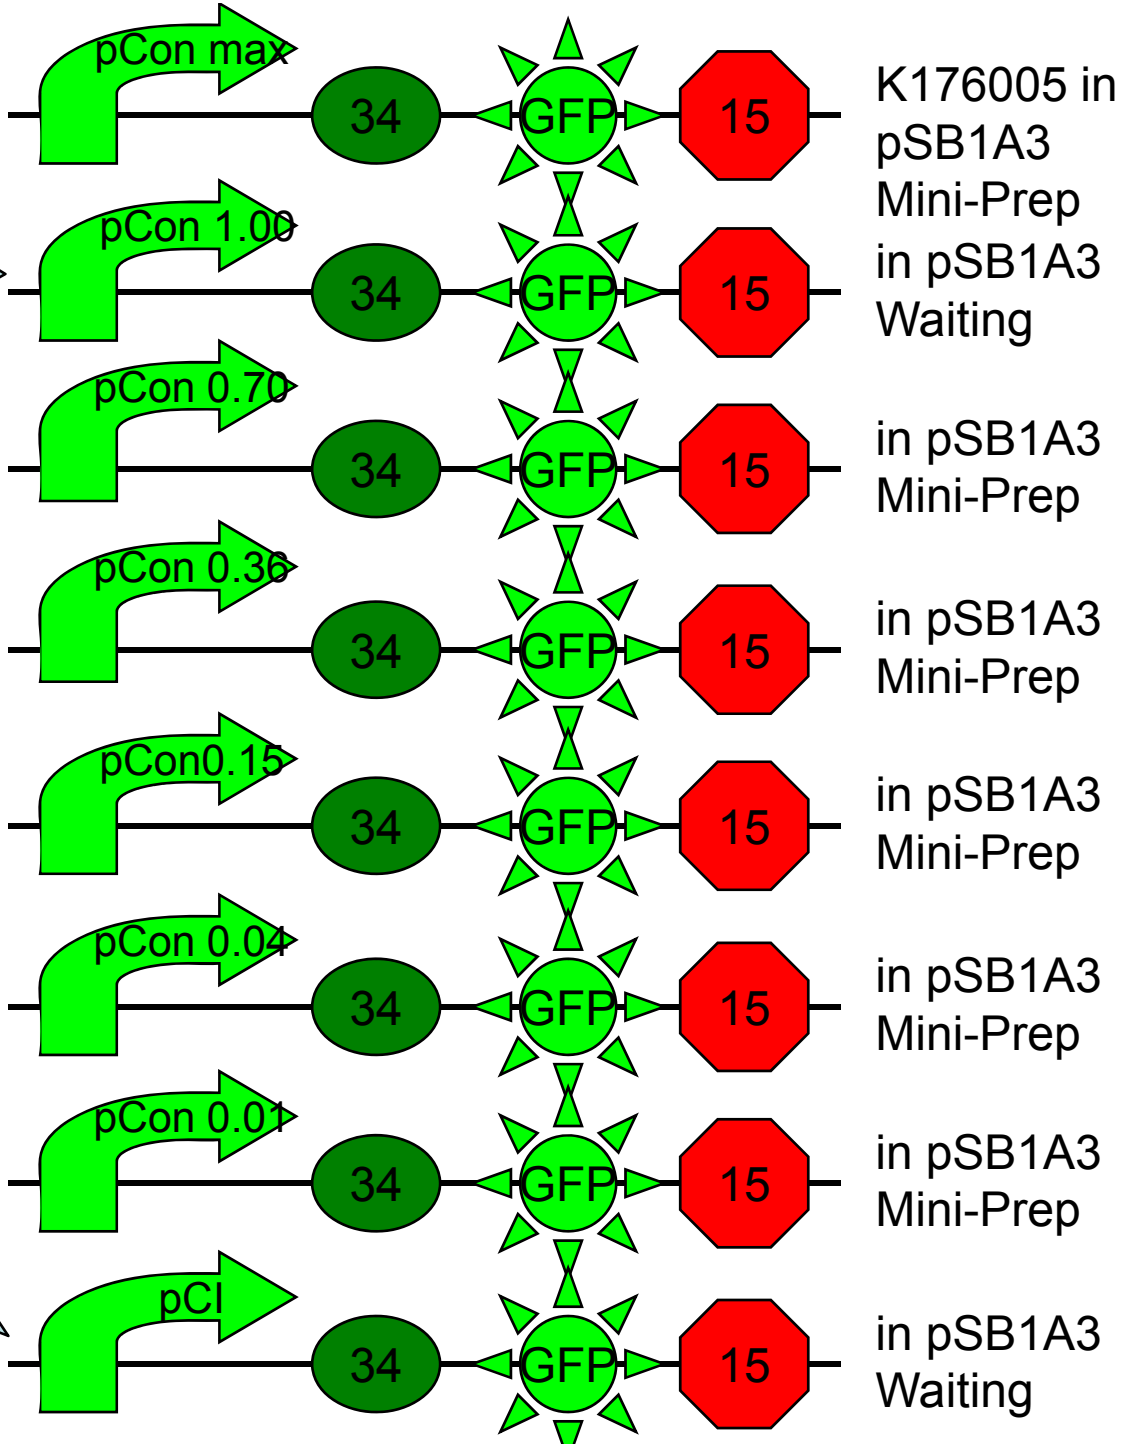 pCon max
34
GFP
15
K176005 in
pSB1A3
Mini-Prep
pCon 1.00
34
GFP
15
in pSB1A3
Waiting
pCon 0.70
34
GFP
15
in pSB1A3
Mini-Prep
pCon 0.36
34
GFP
15
in pSB1A3
Mini-Prep
pCon0.15
34
GFP
15
in pSB1A3
Mini-Prep
pCon 0.04
34
GFP
15
in pSB1A3
Mini-Prep
pCon 0.01
34
GFP
15
in pSB1A3
Mini-Prep
pCI
34
GFP
15
in pSB1A3
Waiting